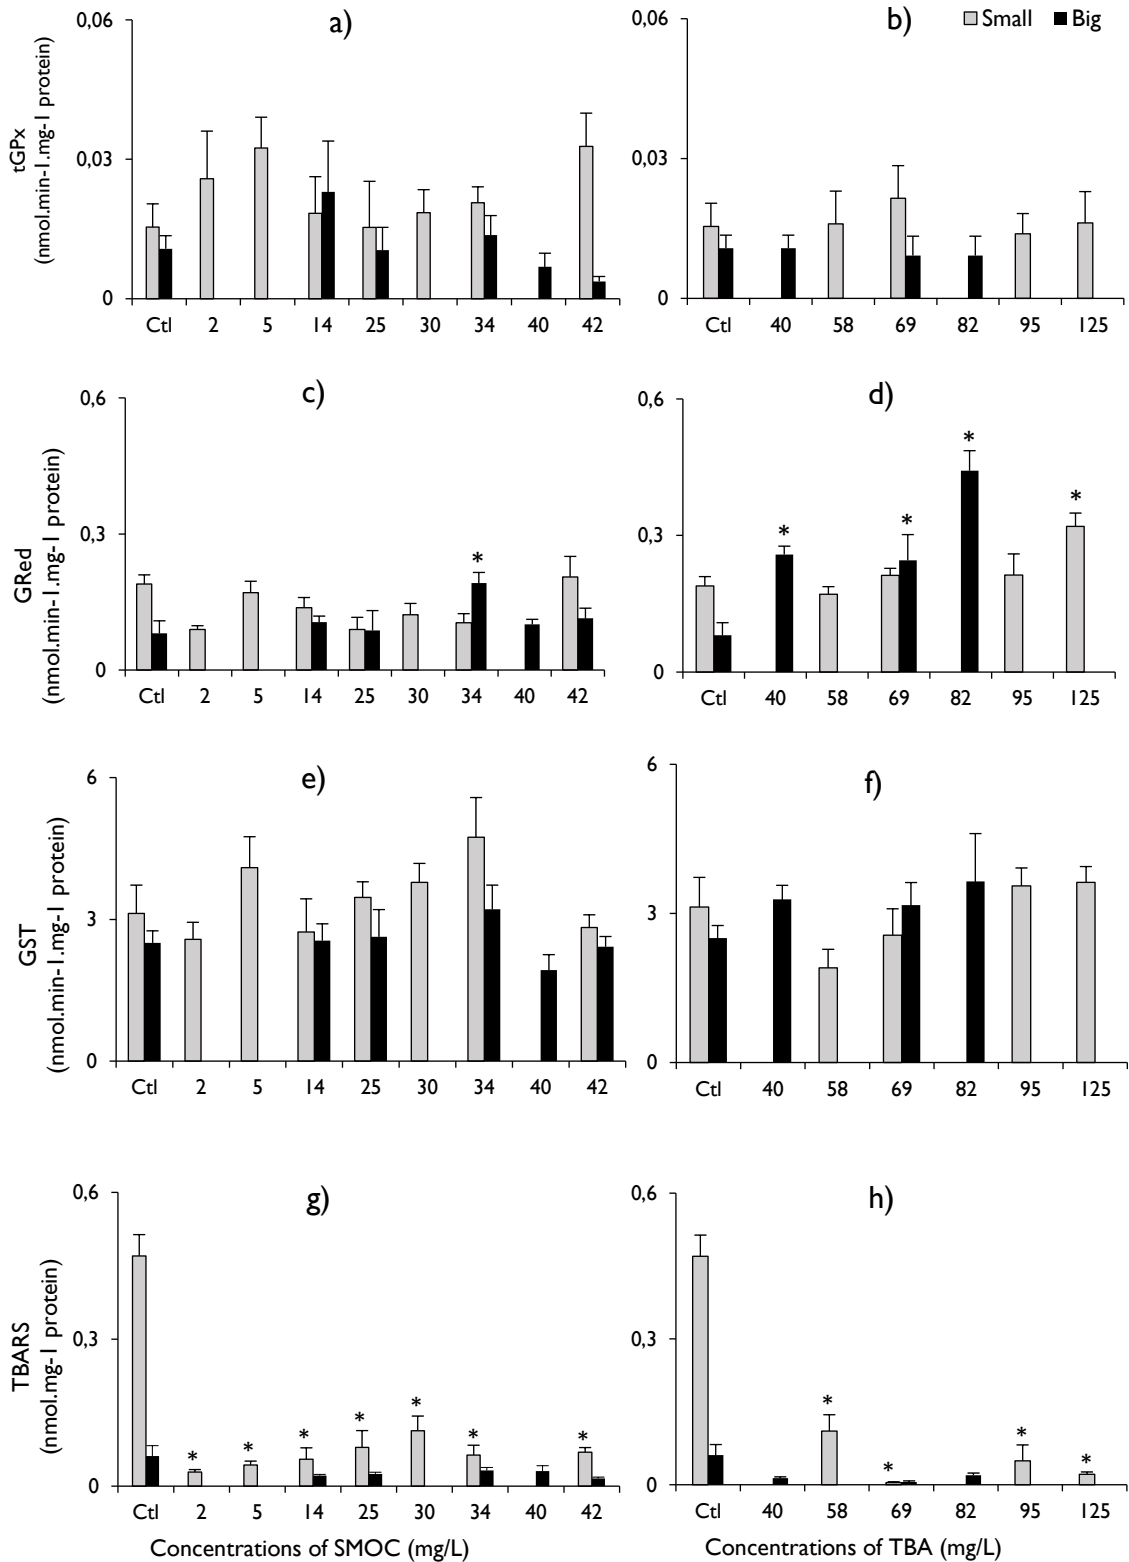 a)
b)
Small
Big
tGPx
(nmol.min-1.mg-1 protein)
0,06
0,03
0
Ctl 2 5 14 25 30 34 40 42
0,06
0,03
0
Ctl 40 58 69 82 95 125
c)
d)
GRed
(nmol.min-1.mg-1 protein)
0,6
0,3
0
*
Ctl 2 5 14 25 30 34 40 42
0,6
0,3
0
* * * *
Ctl 40 58 69 82 95 125
e)
f)
GST
(nmol.min-1.mg-1 protein)
6
3
0
Ctl 2 5 14 25 30 34 40 42
6
3
0
Ctl 40 58 69 82 95 125
g)
h)
TBARS
(nmol.mg-1 protein)
0,6
0,3
0
* * * * * * *
Ctl 2 5 14 25 30 34 40 42
Concentrations of SMOC (mg/L)
0,6
0,3
0
* * * *
Ctl 40 58 69 82 95 125
Concentrations of TBA (mg/L)